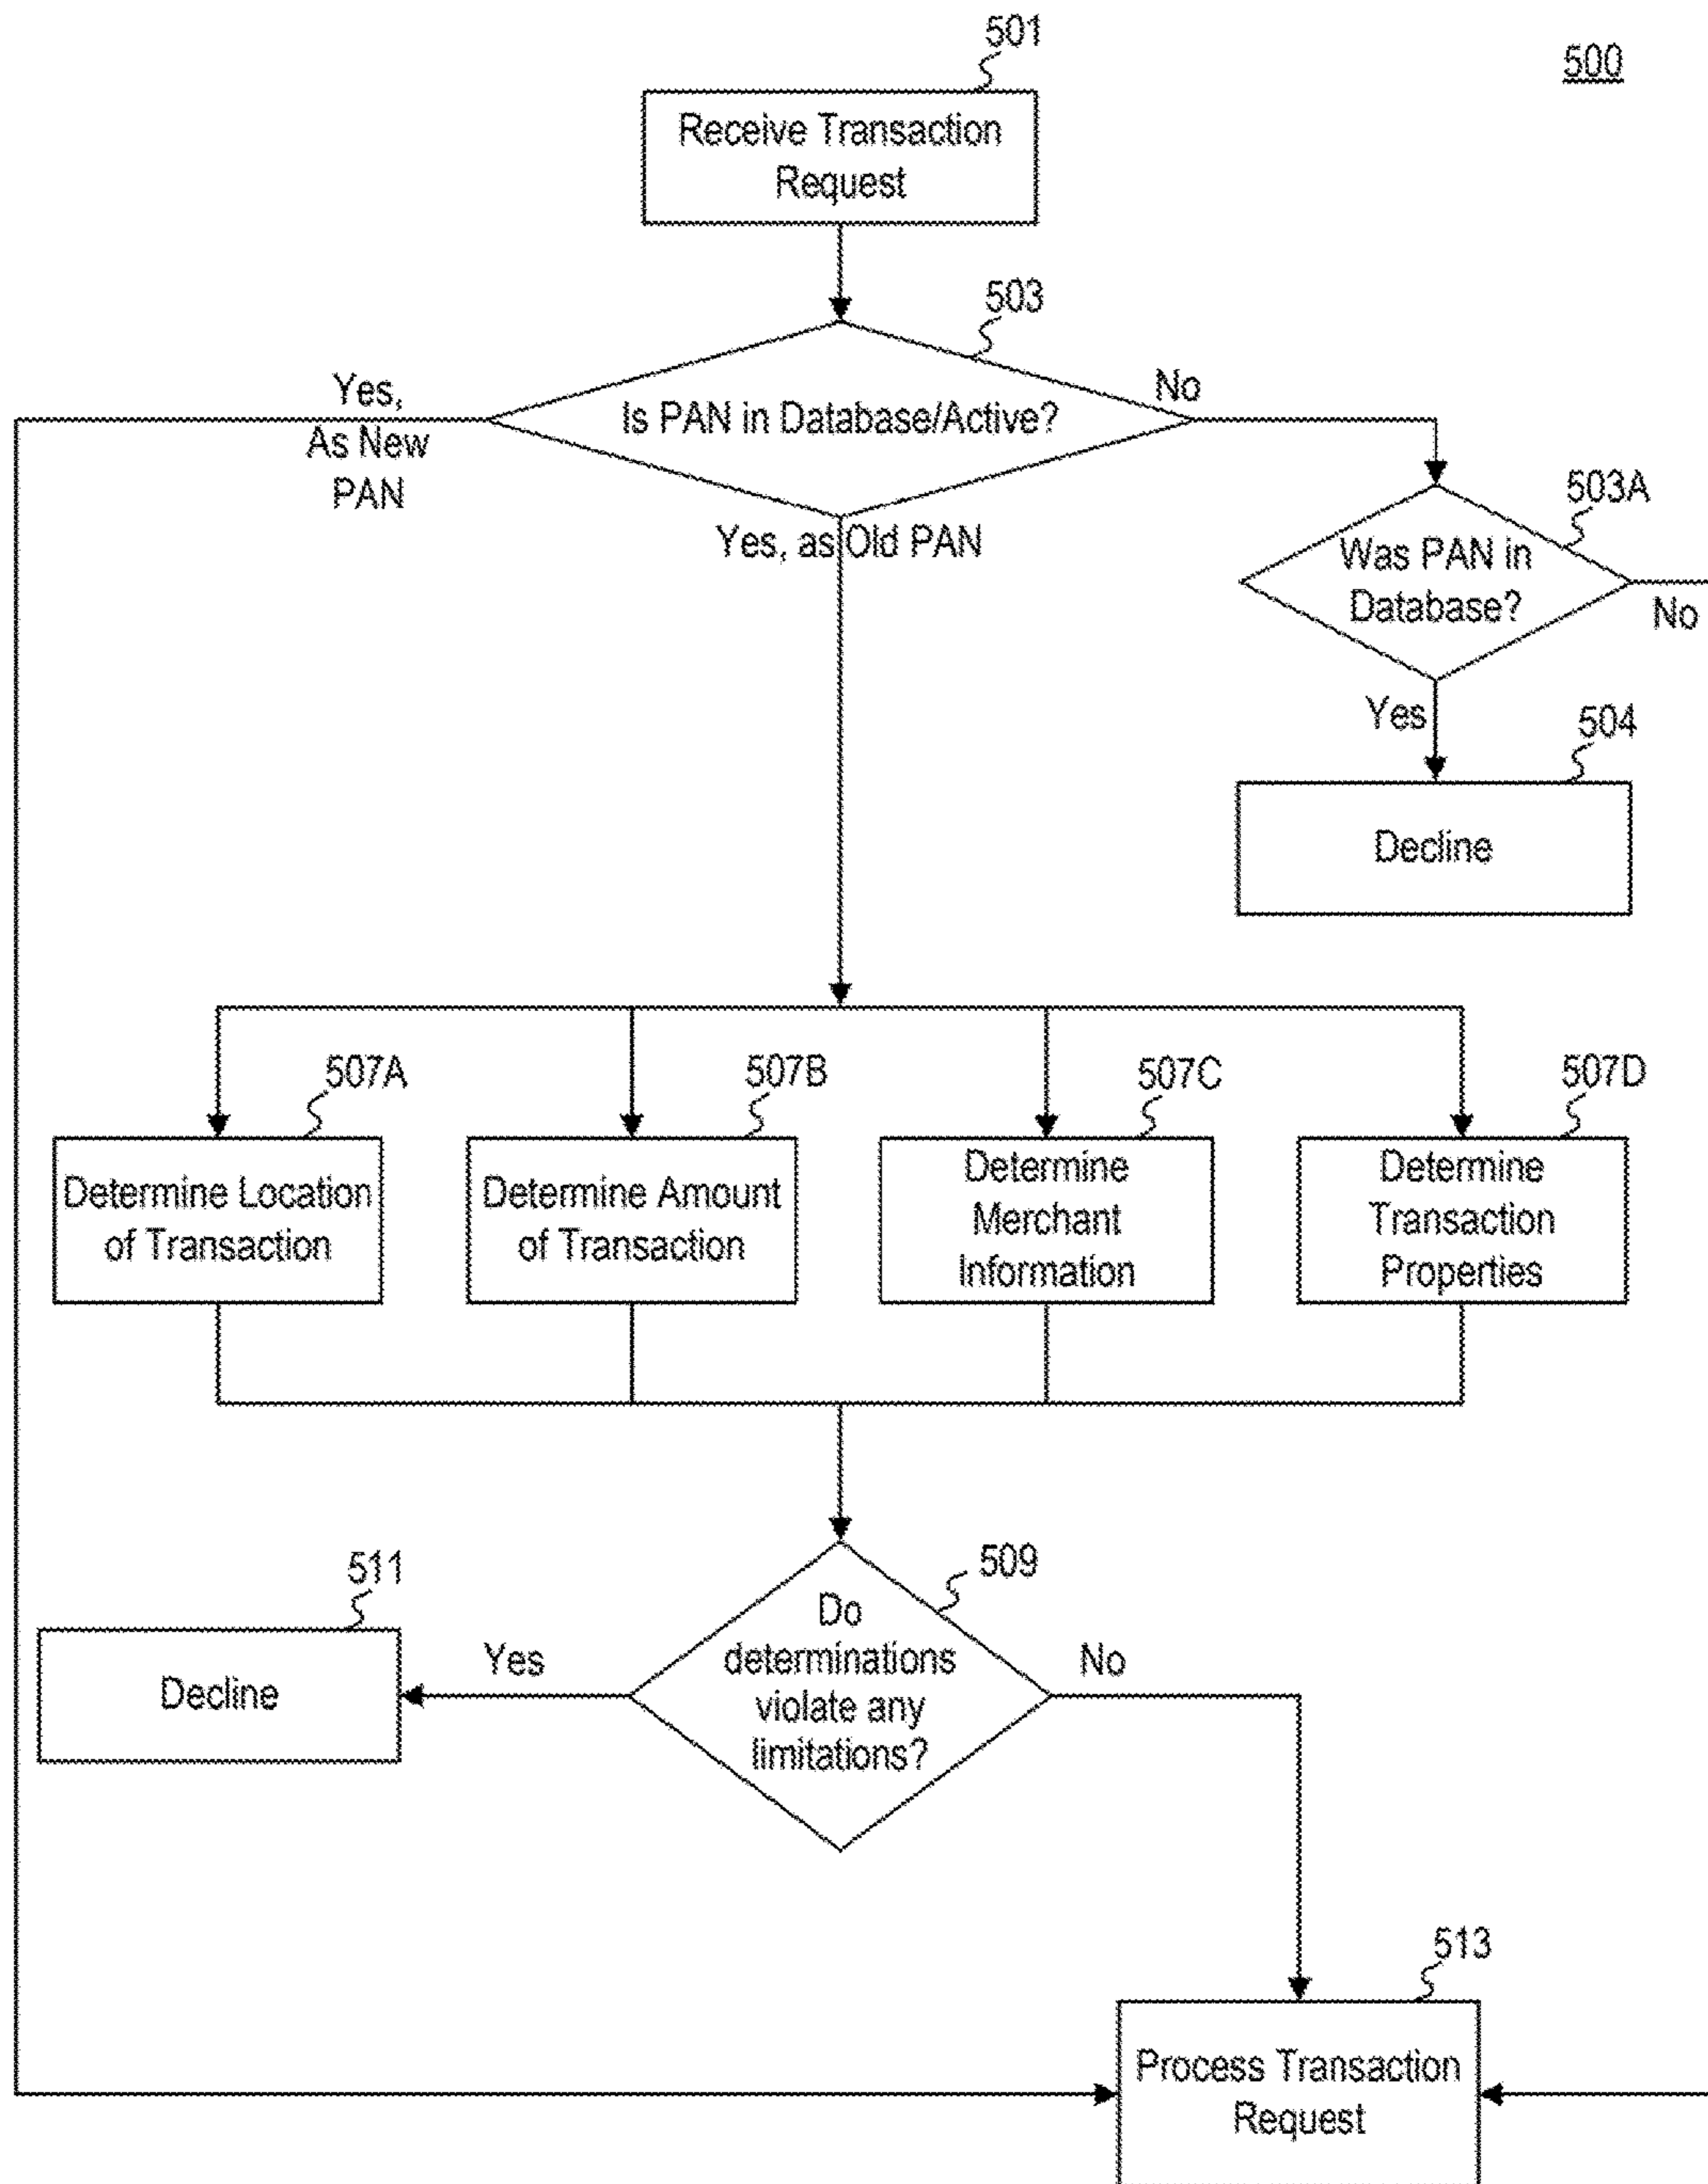 501
500
Receive Transaction
Request
503
Yes,
As New
PAN
Is PAN in Database/Active?
No
Yes, as Old PAN
503A
Was PAN in
Database?
No
Yes
504
Decline
507A
507B
507C
507D
Determine Location
of Transaction
Determine Amount
of Transaction
Determine
Merchant
Information
Determine
Transaction
Properties
511
509
Decline
Yes
Do
determinations
violate any
limitations?
No
513
Process Transaction
Request